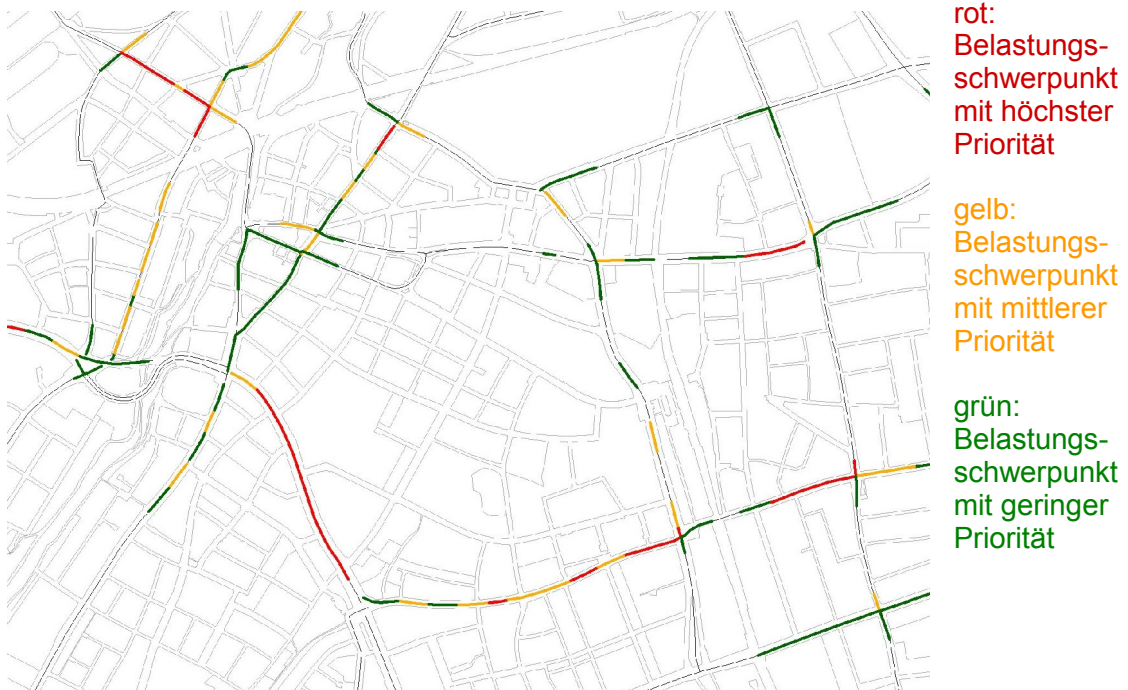 rot:
Belastungs-
schwerpunkt
mit höchster
Priorität
gelb:
Belastungs-
schwerpunkt
mit mittlerer
Priorität
grün:
Belastungs-
schwerpunkt
mit geringer
Priorität